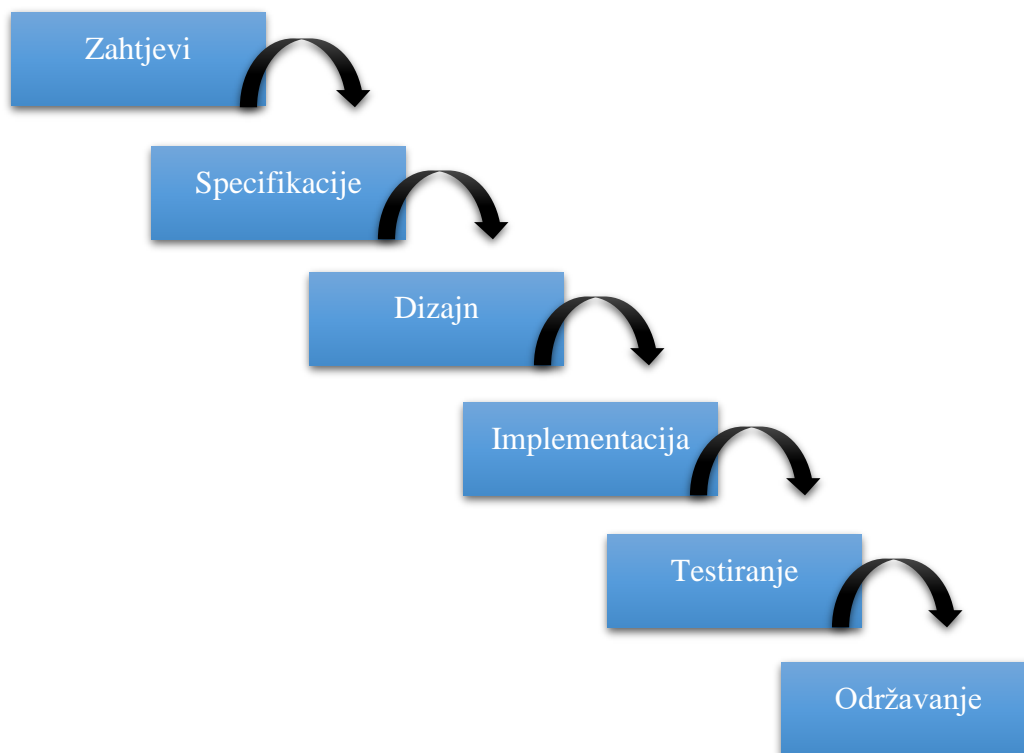 Zahtjevi
Specifikacije
Dizajn
Implementacija
Testiranje
Održavanje